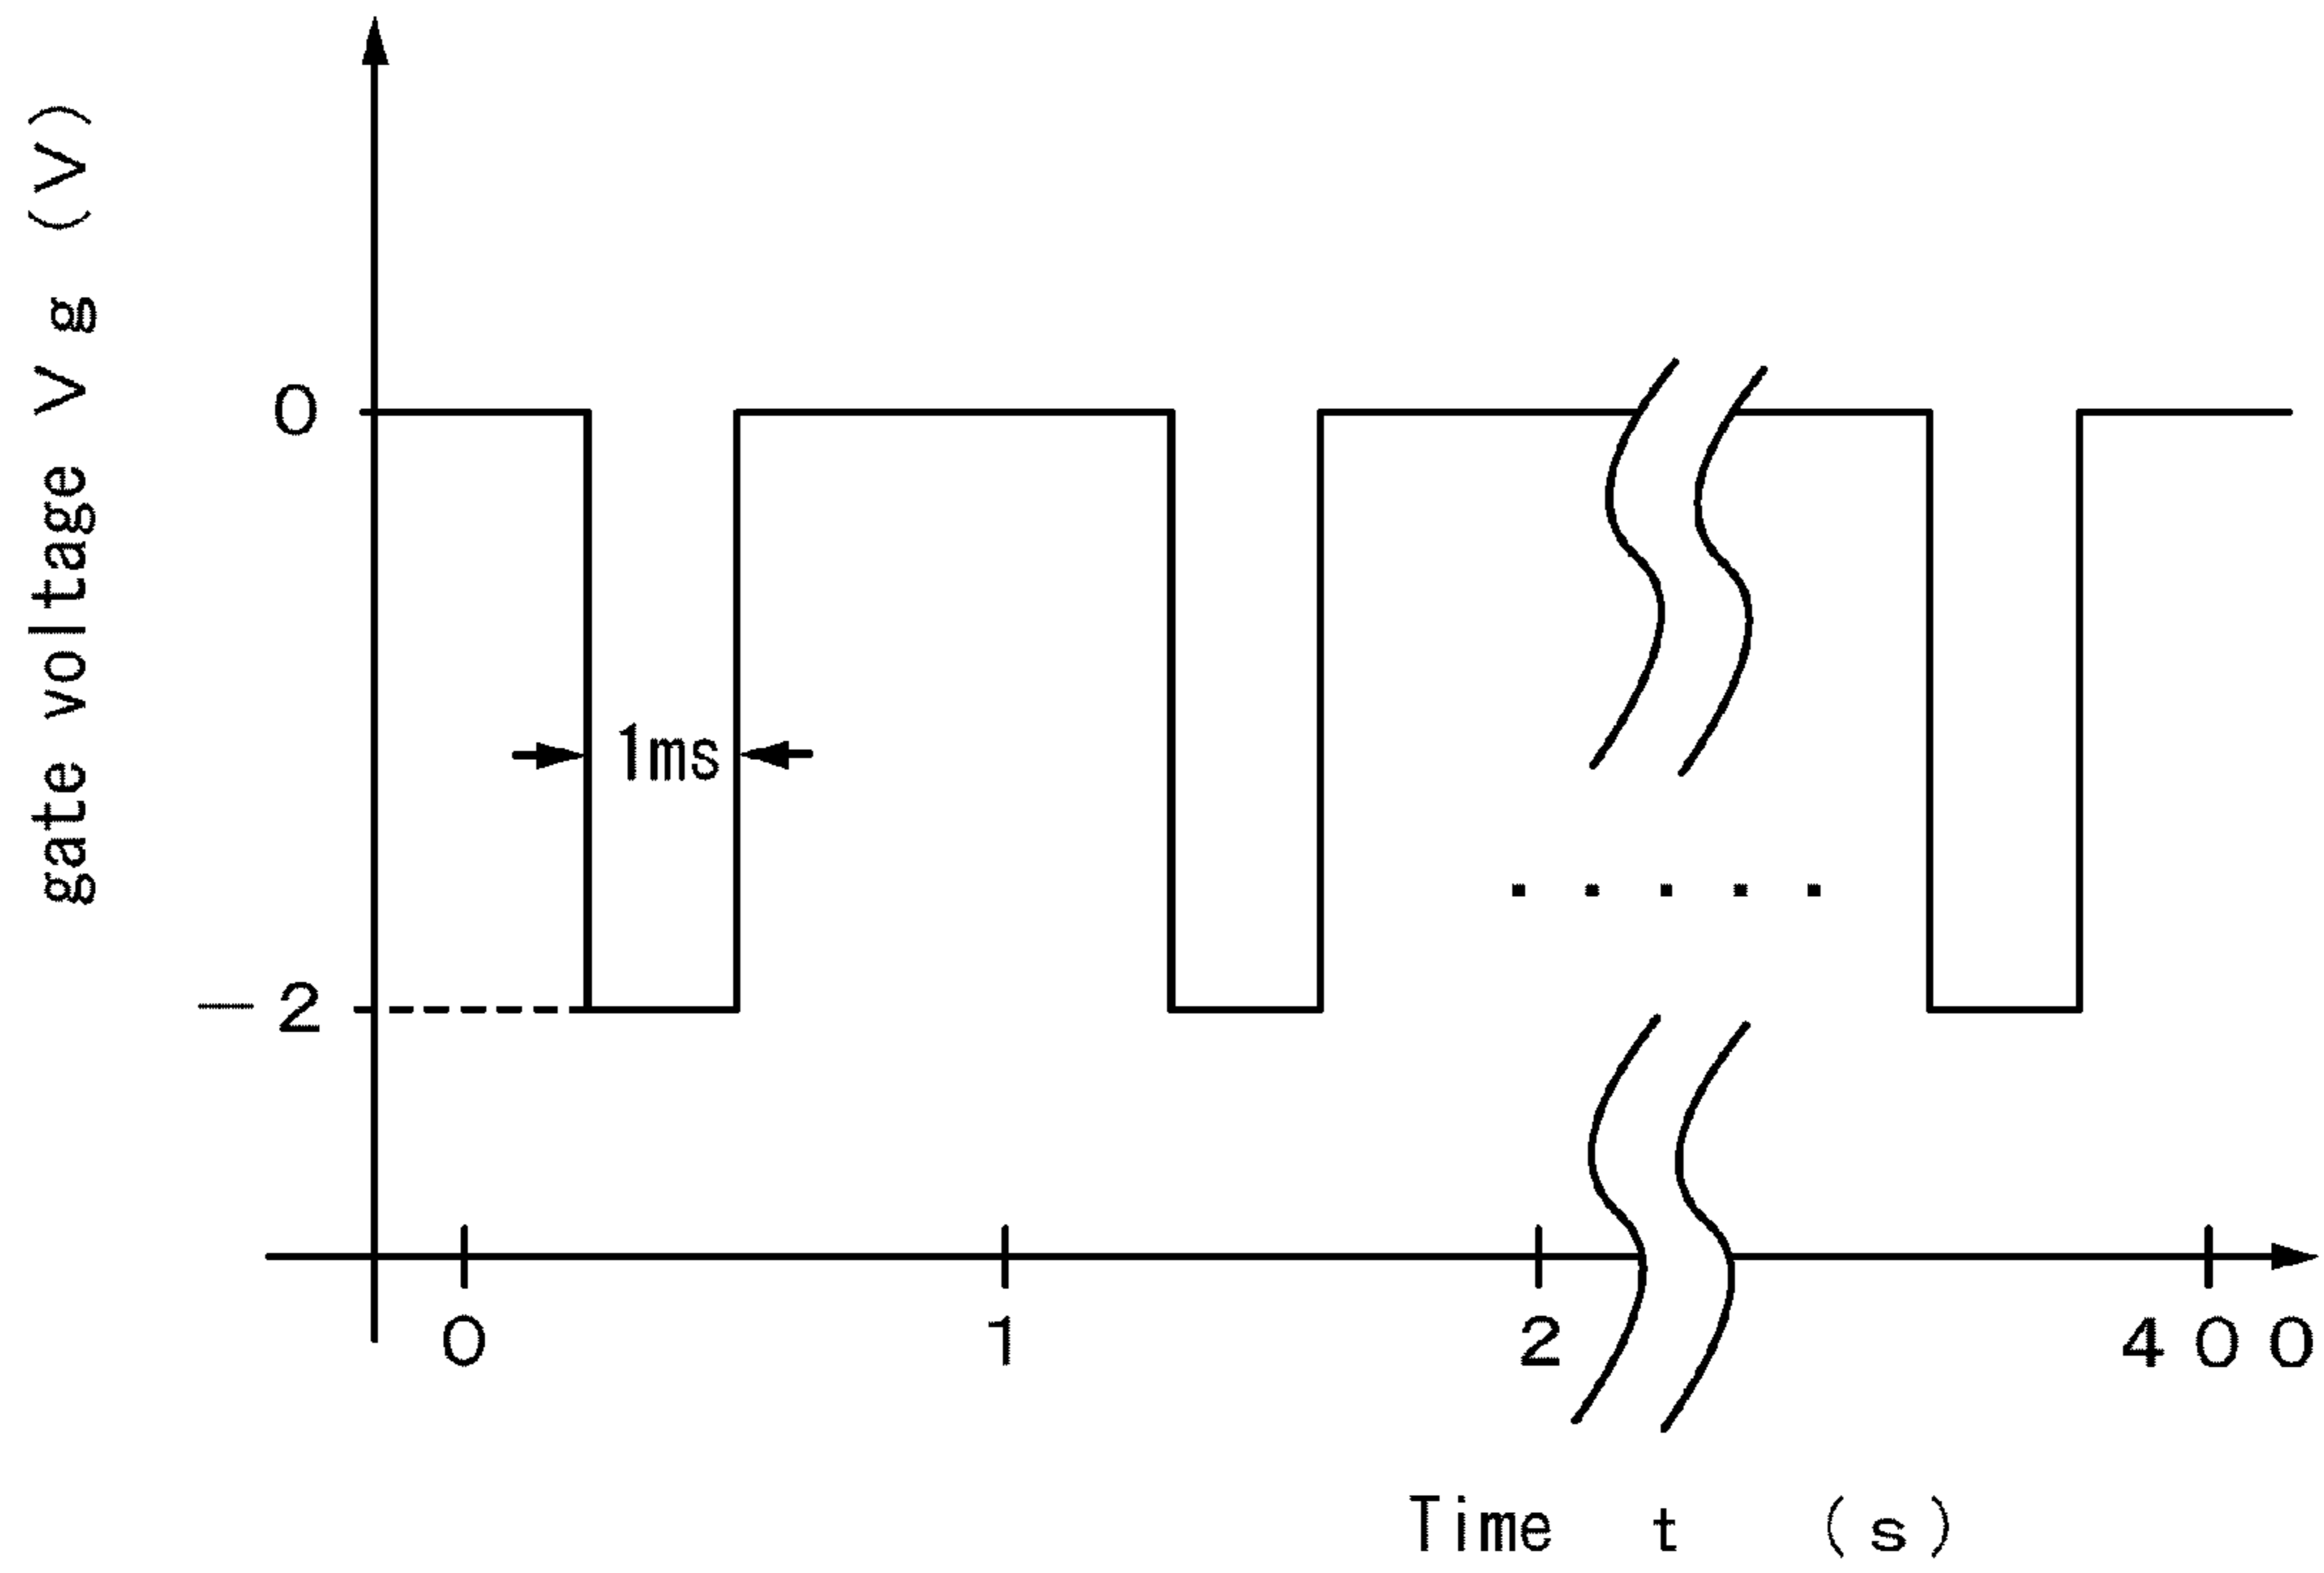 gate voltage Vg (V)
0
1ms
－2
0 1 2 400
Time t (s)